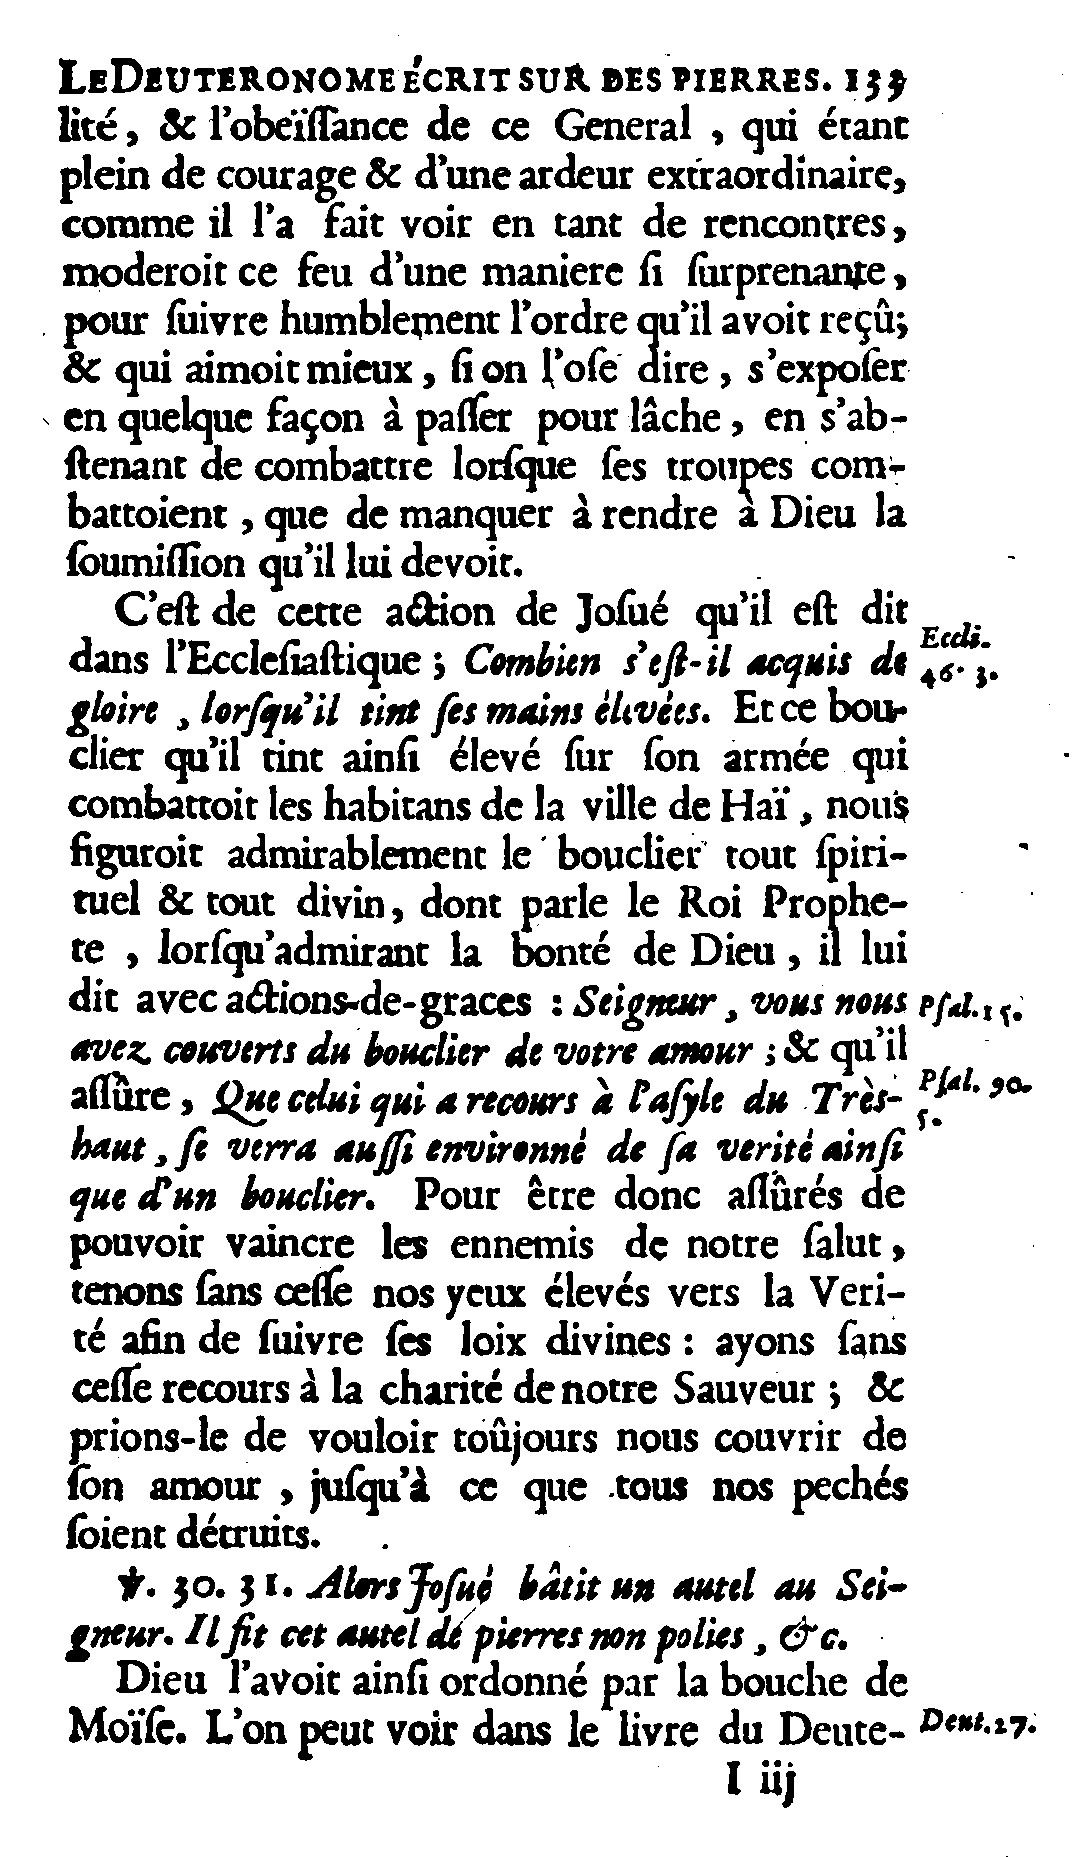 LE DEUTERONOME ÉCRIT SUR DES PIERRES. 133
lité, & l'obeïſſance de ce General, qui étant
plein de courage & d'une ardeur extraordinaire,
comme il l'a fait voir en tant de rencontres,
moderoit ce feu d'une maniere ſi ſurprenante,
pour ſuivre humblement l'ordre qu'il avoit reçû;
& qui aimoit mieux, ſi on l'oſe dire, s'expoſer
en quelque façon à paſſer pour lâche, en s'ab-
ſtenant de combattre lorſque ſes troupes com-
battoient, que de manquer à rendre à Dieu la
ſoumiſſion qu'il lui devoit.
C'eſt de cette action de Joſué qu'il eſt dit
dans l'Eccleſiaſtique; Combien s'eſt-il acquis de
gloire, lorſqu'il tint ſes mains élevées. Et ce bou-
clier qu'il tint ainſi élevé ſur ſon armée qui
combattoit les habitans de la ville de Haï, nous
figuroit admirablement le bouclier tout ſpiri-
tuel & tout divin, dont parle le Roi Prophe-
te, lorſqu'admirant la bonté de Dieu, il lui
dit avec actions-de-graces : Seigneur, vous nous
avez couverts du bouclier de votre amour; & qu'il
aſſûre, Que celui qui a recours à l'aſyle du Très-
haut, ſe verra auſſi environné de ſa verité ainſi
que d'un bouclier. Pour être donc aſſûrés de
pouvoir vaincre les ennemis de notre ſalut,
tenons ſans ceſſe nos yeux élevés vers la Veri-
té afin de ſuivre ſes loix divines : ayons ſans
ceſſe recours à la charité de notre Sauveur; &
prions-le de vouloir toûjours nous couvrir de
ſon amour, juſqu'à ce que tous nos pechés
ſoient détruits.
℣. 30. 31. Alors Joſué bâtit un autel au Sei-
gneur. Il fit cet autel de pierres non polies, &c.
Dieu l'avoit ainſi ordonné par la bouche de
Moïſe. L'on peut voir dans le livre du Deute-
I iij
Eccli.
46. 3.
Pſal. 15.
Pſal. 90.
5.
Deut. 27.